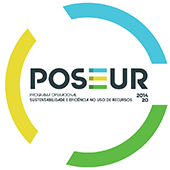 POSEUR
PROGRAMA OPERACIONAL 2014
SUSTENTABILIDADE E EFICIÊNCIA NO USO DE RECURSOS 20